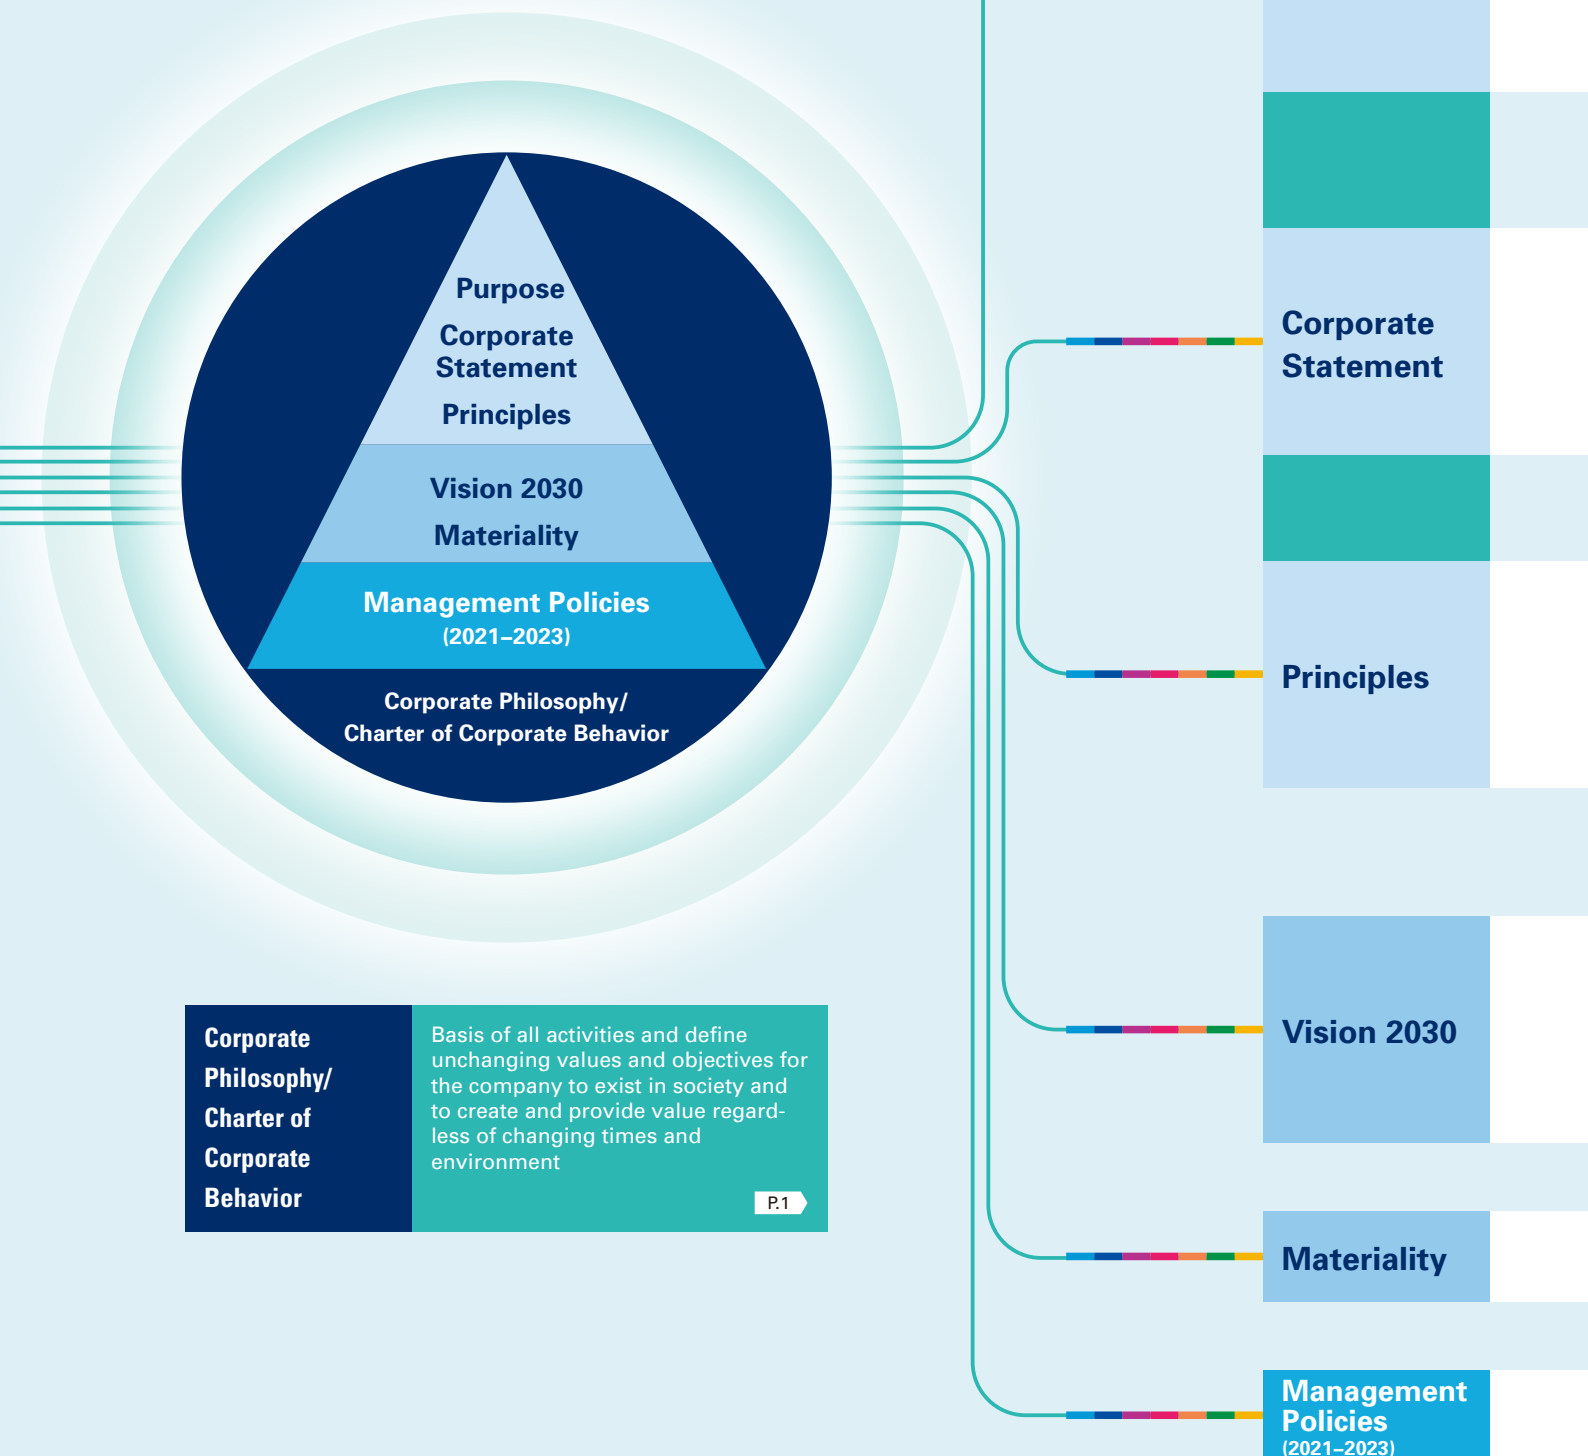 Purpose
Corporate
Statement
Principles
Vision 2030
Materiality
Management Policies
(2021–2023)
Corporate Philosophy/
Charter of Corporate Behavior
Corporate
Philosophy/
Charter of
Corporate
Behavior
Basis of all activities and define
unchanging values and objectives for
the company to exist in society and
to create and provide value regard-
less of changing times and
environment
P.1
Corporate
Statement
Principles
Vision 2030
Materiality
Management
Policies
(2021–2023)